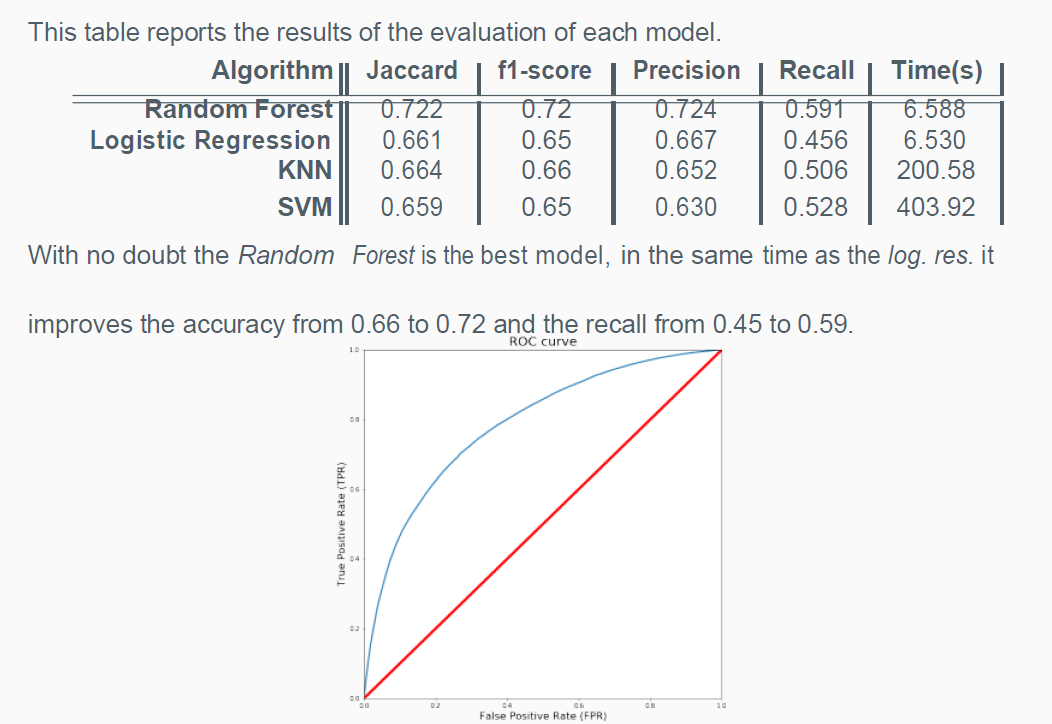 This table reports the results of the evaluation of each model.
Algorithm Jaccard f1-score Precision Recall Time(s)
Random Forest 0.722 0.72 0.724 0.591 6.588
Logistic Regression 0.661 0.65 0.667 0.456 6.530
KNN 0.664 0.66 0.652 0.506 200.58
SVM 0.659 0.65 0.630 0.528 403.92
With no doubt the Random Forest is the best model, in the same time as the log. res. it
improves the accuracy from 0.66 to 0.72 and the recall from 0.45 to 0.59.
ROC curve
1.0
0.8
0.6
0.4
0.2
0.0
True Positive Rate (TPR)
0.0 0.2 0.4 0.6 0.8 1.0
False Positive Rate (FPR)